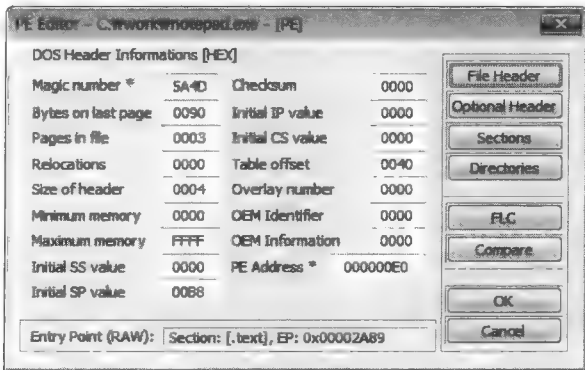 PE Editor - C:₩work₩notepad.exe - [PE]
DOS Header Informations [HEX]
Magic number * 5A4D Checksum 0000
Bytes on last page 0090 Initial IP value 0000
Pages in file 0003 Initial CS value 0000
Relocations 0000 Table offset 0040
Size of header 0004 Overlay number 0000
Minimum memory 0000 OEM Identifier 0000
Maximum memory FFFF OEM Information 0000
Initial SS value 0000 PE Address * 000000E0
Initial SP value 00B8
Entry Point (RAW): Section: [.text], EP: 0x00002A89
File Header
Optional Header
Sections
Directories
FLC
Compare
OK
Cancel